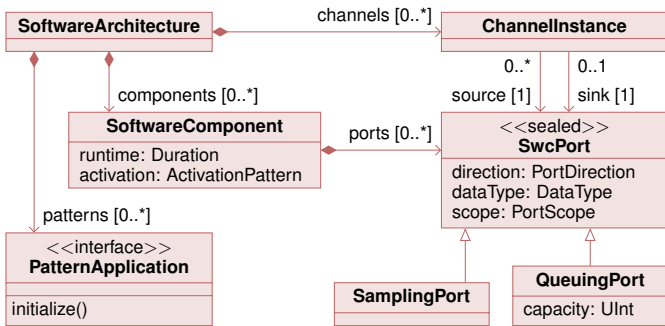 SoftwareArchitecture
channels [0..*]
ChannelInstance
0..*
0..1
components [0..*]
source [1]
sink [1]
SoftwareComponent
runtime: Duration
activation: ActivationPattern
ports [0..*]
<<sealed>>
SwcPort
direction: PortDirection
dataType: DataType
scope: PortScope
patterns [0..*]
<<interface>>
PatternApplication
initialize()
SamplingPort
QueuingPort
capacity: UInt